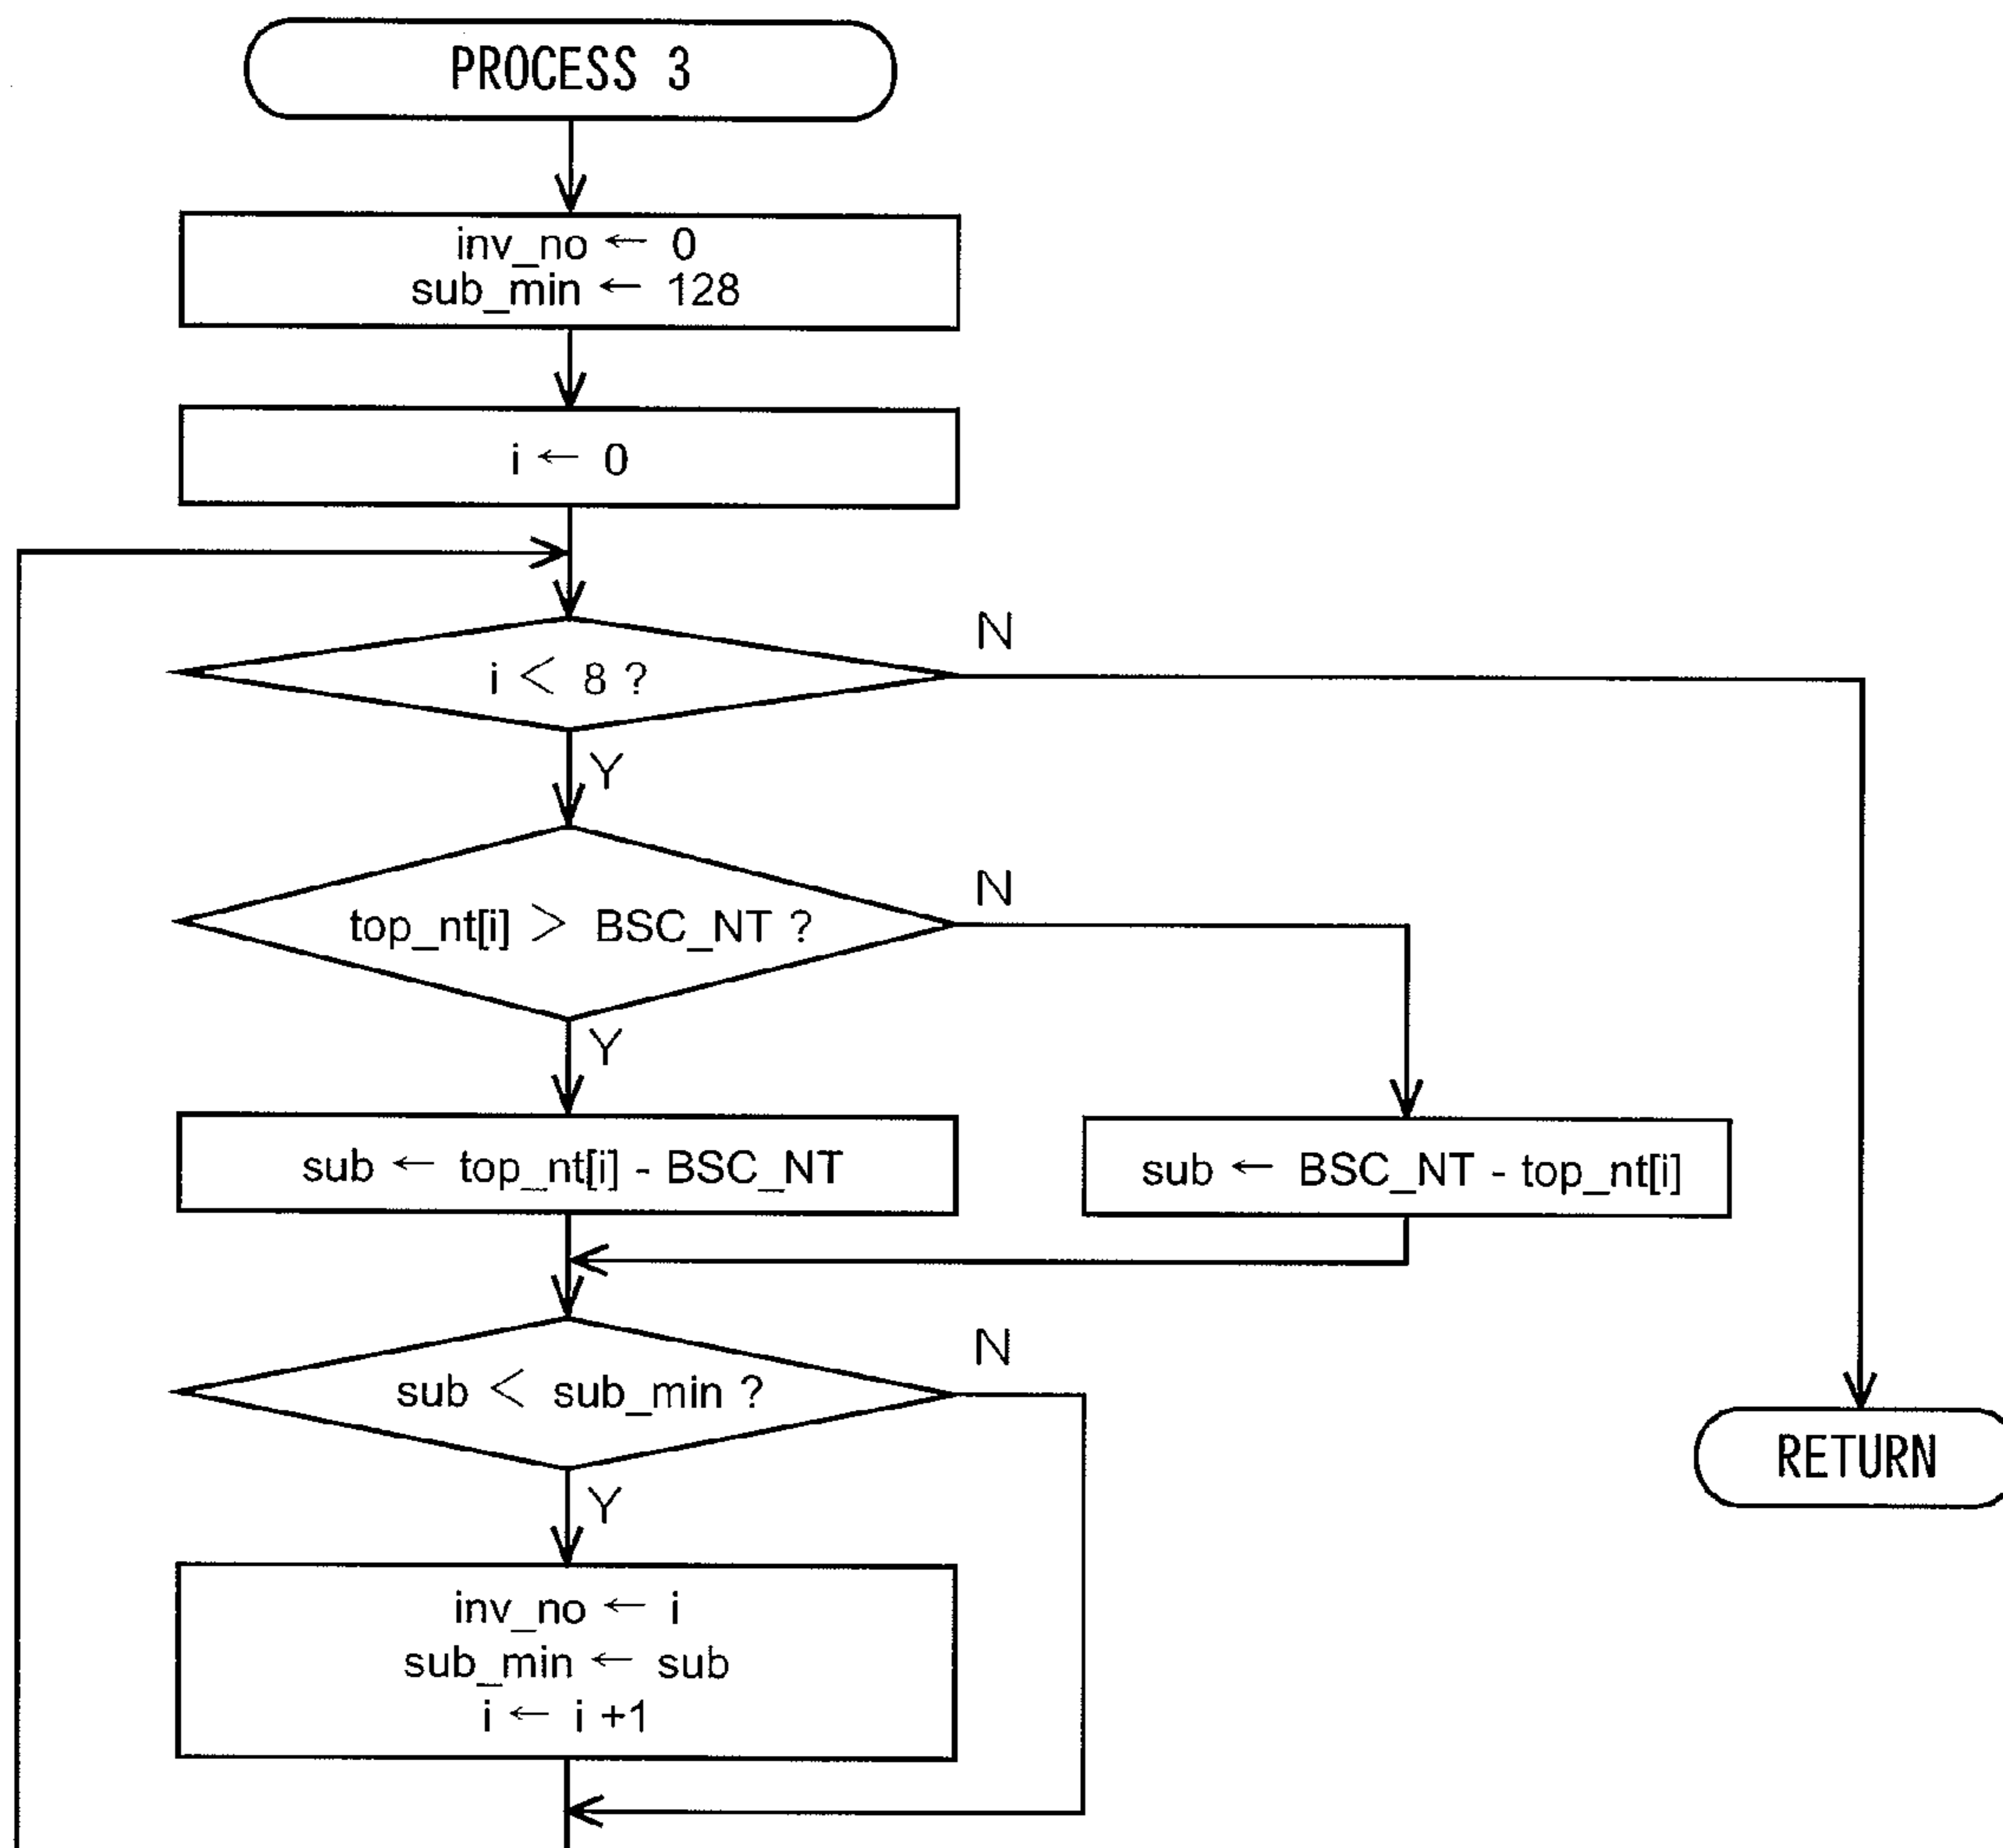 PROCESS 3
inv_no ← 0
sub_min ← 128
i ← 0
i < 8 ?
N
Y
top_nt[i] > BSC_NT ?
N
Y
sub ← top_nt[i] - BSC_NT
sub ← BSC_NT - top_nt[i]
sub < sub_min ?
N
Y
RETURN
inv_no ← i
sub_min ← sub
i ← i +1